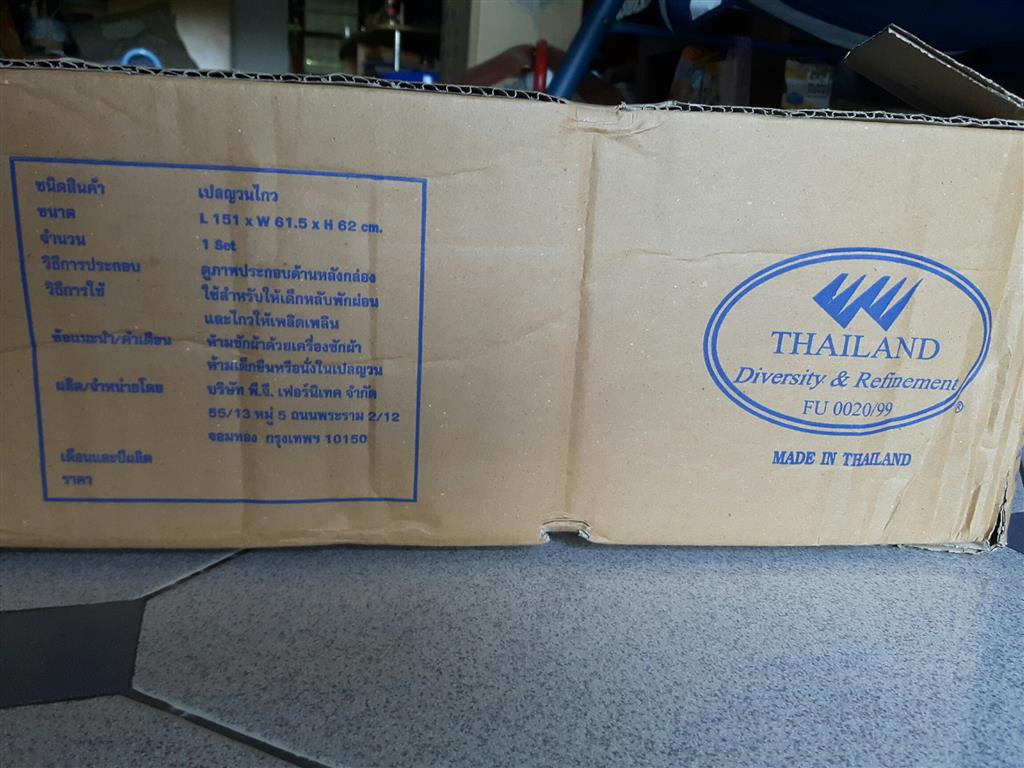 ชนิดสินค้า เปลญวนไกว
ขนาด L 151 x W 61.5 x H 62 cm.
จำนวน 1 Set
วิธีการประกอบ ดูภาพประกอบด้านหลังกล่อง
วิธีการใช้ ใช้สำหรับให้เด็กหลับพักผ่อน
และไกวให้เพลิดเพลิน
ข้อแนะนำ/คำเตือน ห้ามซักผ้าด้วยเครื่องซักผ้า
ห้ามเด็กยืนหรือนั่งในเปลญวน
ผลิต/จำหน่ายโดย บริษัท พี.จี. เฟอร์นิเทค จำกัด
55/13 หมู่ 5 ถนนพระราม 2/12
จอมทอง กรุงเทพฯ 10150
เดือนและปีผลิต
ราคา
THAILAND
Diversity & Refinement
FU 0020/99
®
MADE IN THAILAND